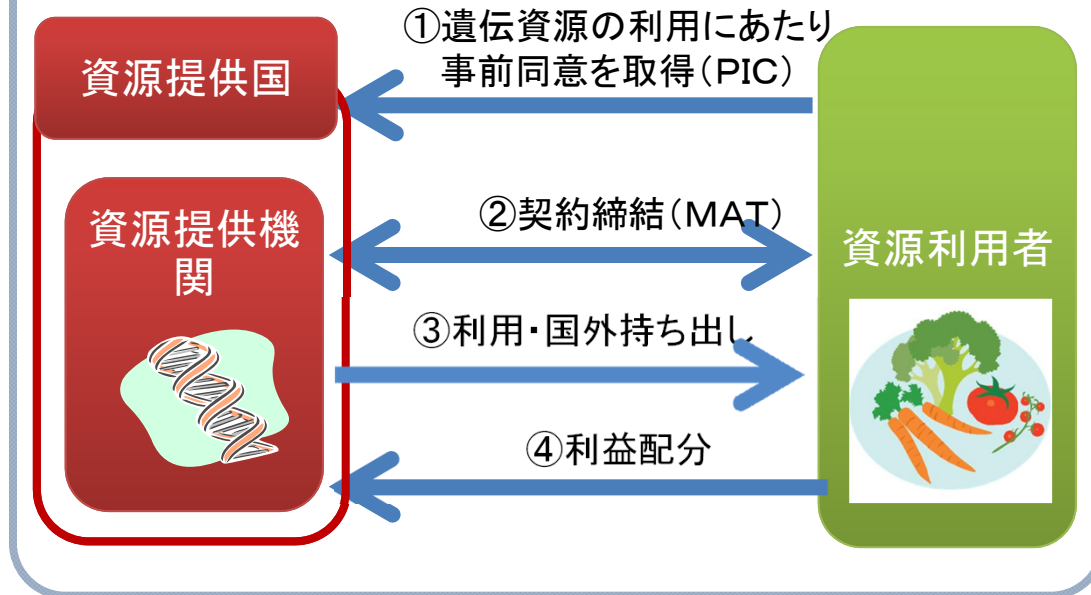 ①遺伝資源の利用にあたり
事前同意を取得(PIC)
資源提供国
資源提供機
関
②契約締結(MAT)
資源利用者
③利用・国外持ち出し
④利益配分